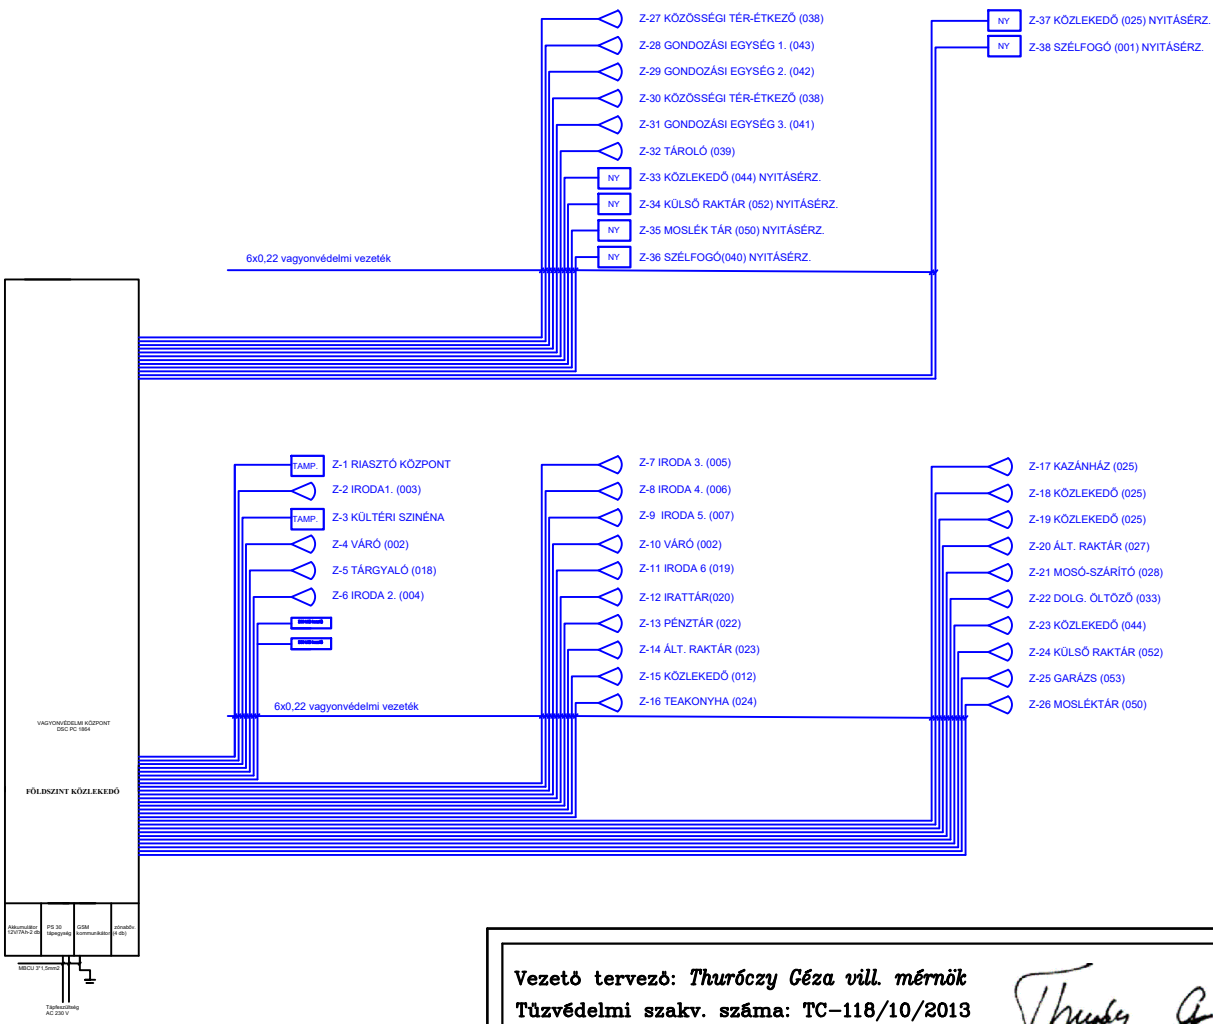 Z-27 KÖZÖSSÉGI TÉR-ÉTKEZŐ (038)
Z-28 GONDOZÁSI EGYSÉG 1. (043)
Z-29 GONDOZÁSI EGYSÉG 2. (042)
Z-30 KÖZÖSSÉGI TÉR-ÉTKEZŐ (038)
Z-31 GONDOZÁSI EGYSÉG 3. (041)
Z-32 TÁROLÓ (039)
NY Z-33 KÖZLEKEDŐ (044) NYITÁSÉRZ.
NY Z-34 KÜLSŐ RAKTÁR (052) NYITÁSÉRZ.
NY Z-35 MOSLÉK TÁR (050) NYITÁSÉRZ.
NY Z-36 SZÉLFOGÓ(040) NYITÁSÉRZ.
NY Z-37 KÖZLEKEDŐ (025) NYITÁSÉRZ.
NY Z-38 SZÉLFOGÓ (001) NYITÁSÉRZ.
6x0,22 vagyonvédelmi vezeték
TAMP. Z-1 RIASZTÓ KÖZPONT
Z-2 IRODA1. (003)
TAMP. Z-3 KÜLTÉRI SZINÉNA
Z-4 VÁRÓ (002)
Z-5 TÁRGYALÓ (018)
Z-6 IRODA 2. (004)
Z-7 IRODA 3. (005)
Z-8 IRODA 4. (006)
Z-9 IRODA 5. (007)
Z-10 VÁRÓ (002)
Z-11 IRODA 6 (019)
Z-12 IRATTÁR(020)
Z-13 PÉNZTÁR (022)
Z-14 ÁLT. RAKTÁR (023)
Z-15 KÖZLEKEDŐ (012)
Z-16 TEAKONYHA (024)
Z-17 KAZÁNHÁZ (025)
Z-18 KÖZLEKEDŐ (025)
Z-19 KÖZLEKEDŐ (025)
Z-20 ÁLT. RAKTÁR (027)
Z-21 MOSÓ-SZÁRÍTÓ (028)
Z-22 DOLG. ÖLTÖZŐ (033)
Z-23 KÖZLEKEDŐ (044)
Z-24 KÜLSŐ RAKTÁR (052)
Z-25 GARÁZS (053)
Z-26 MOSLÉKTÁR (050)
6x0,22 vagyonvédelmi vezeték
VAGYONVÉDELMI KÖZPONT
DSC PC 1864
FÖLDSZINT KÖZLEKEDŐ
Akkumulátor
12V/7Ah-2 db
PS 30
tápegység
GSM
kommunikátor
zónabőv.
(4 db)
MBCU 3*1,5mm2
Tápfeszültség
AC 230 V
Vezető tervező: Thuróczy Géza vill. mérnök
Tűzvédelmi szakv. száma: TC-118/10/2013